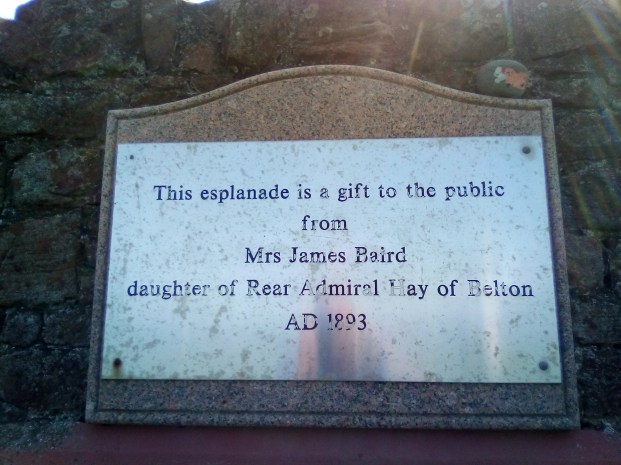 This esplanade is a gift to the public
from
Mrs James Baird
daughter of Rear Admiral Hay of Belton
AD 1893